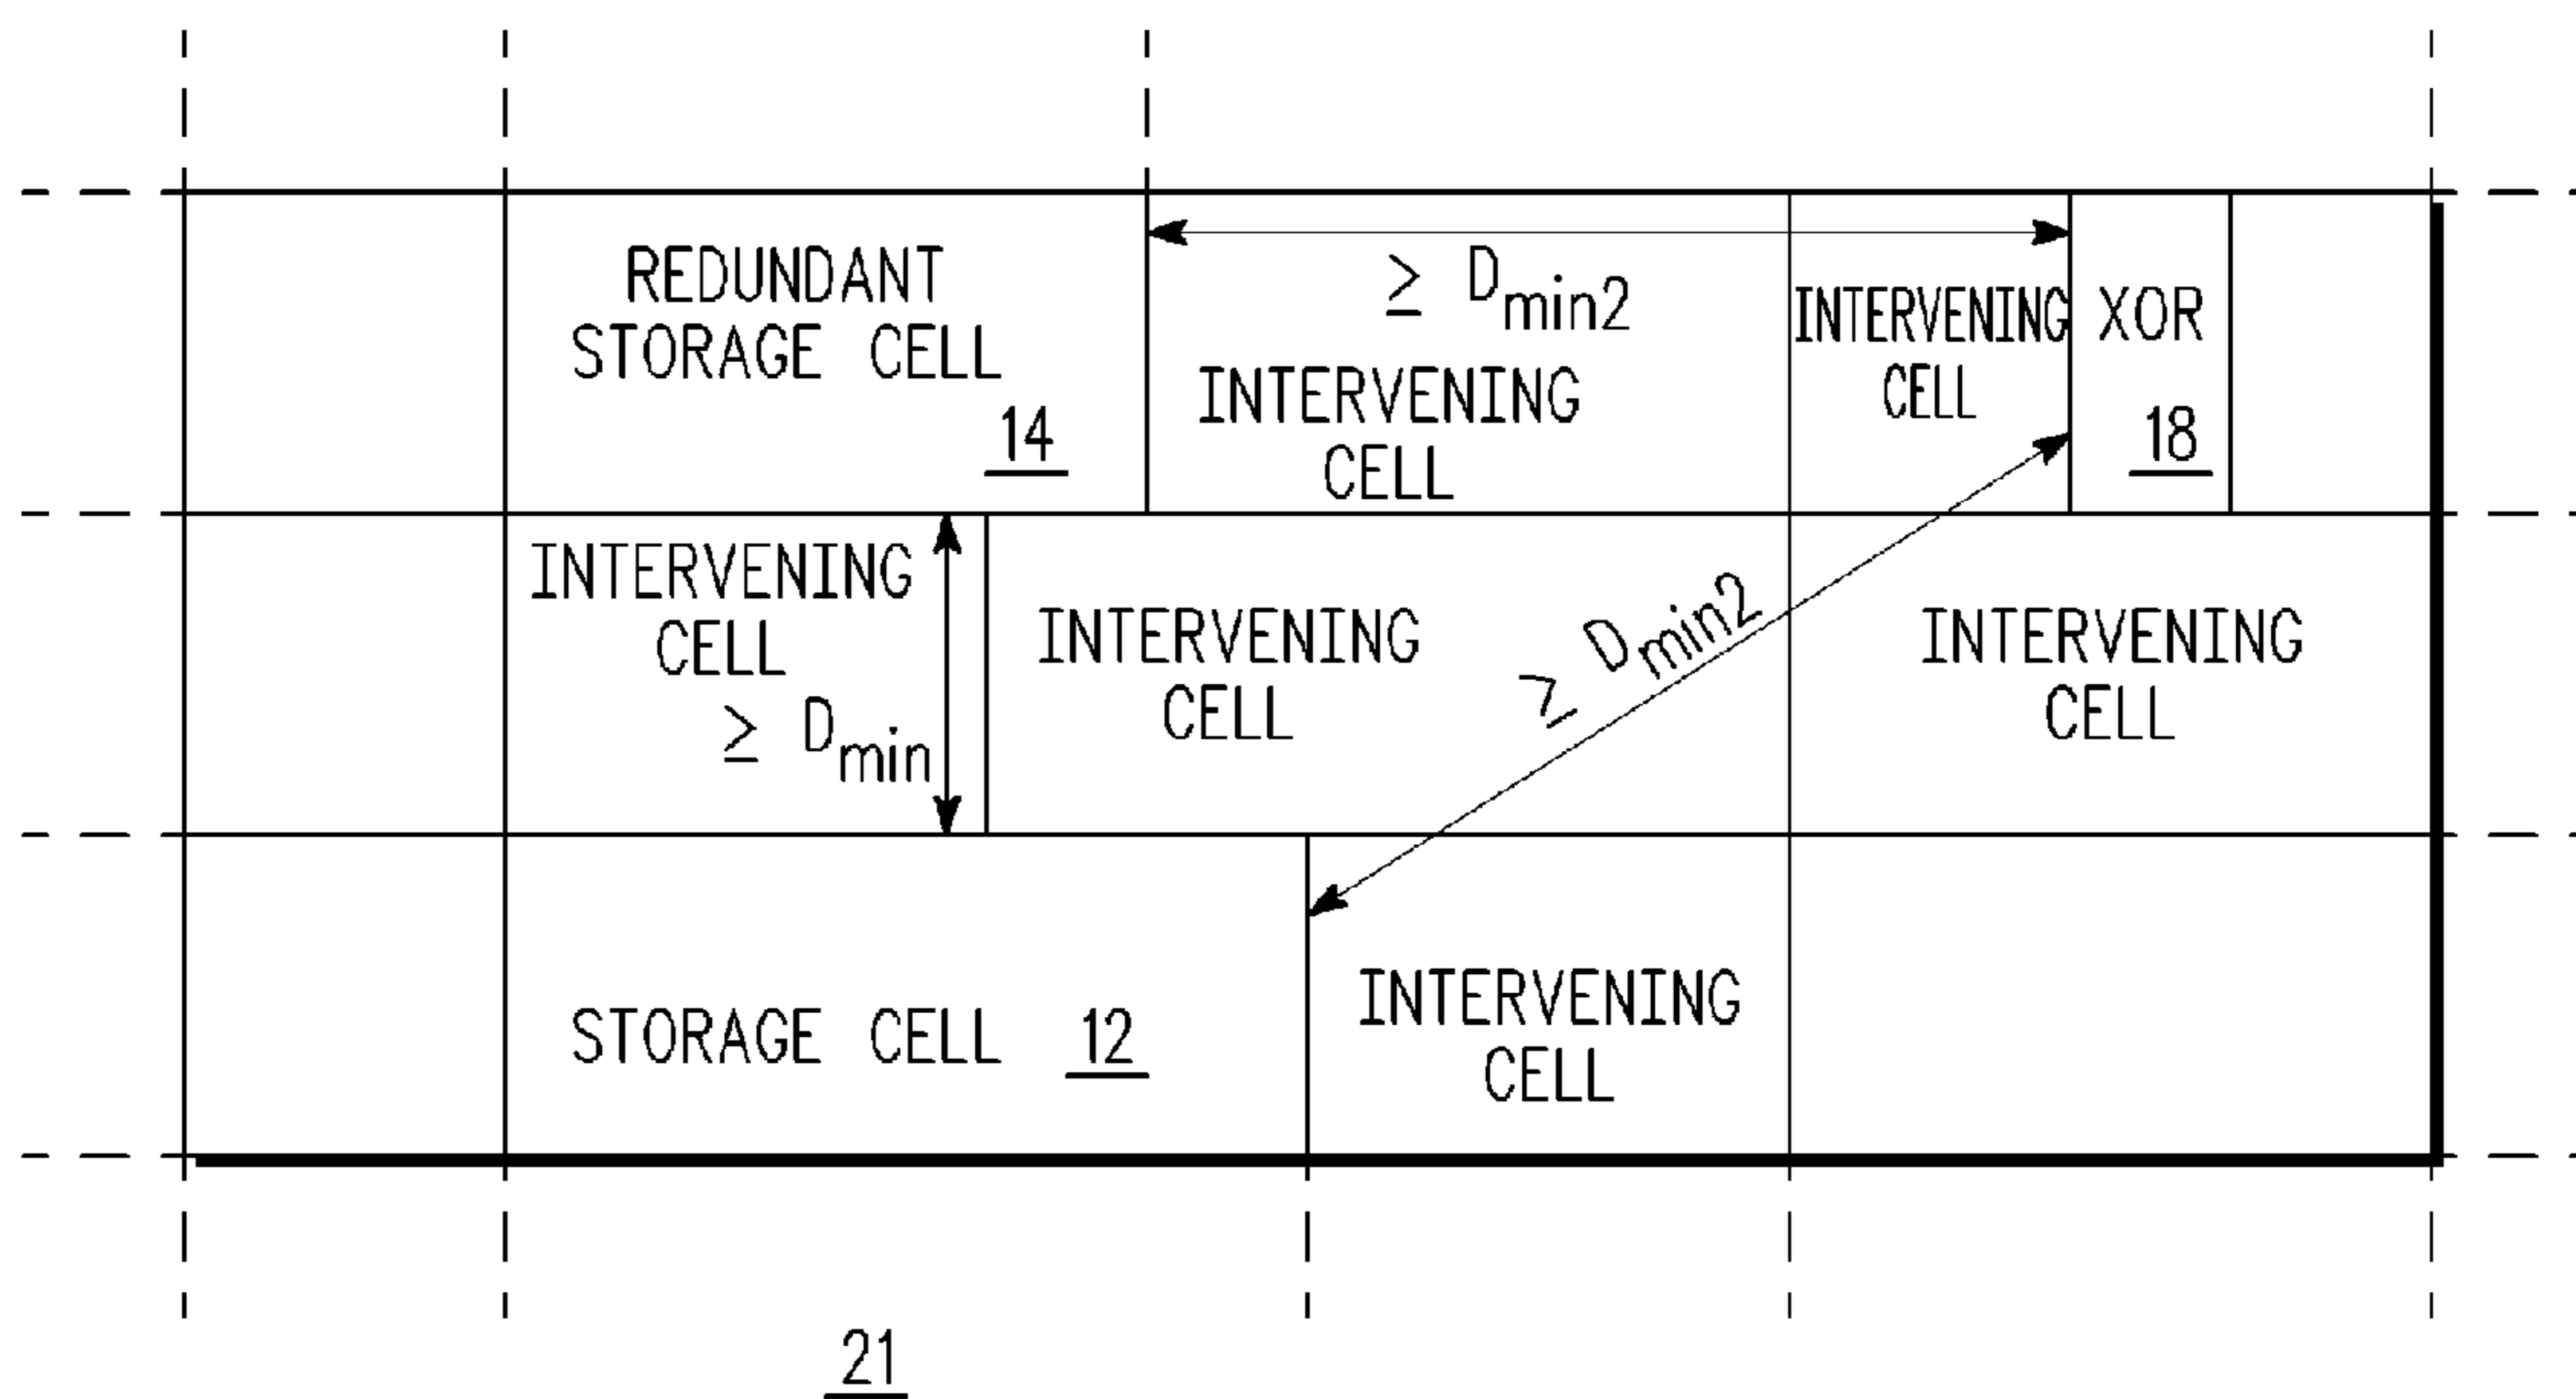 REDUNDANT
STORAGE CELL
14
≥ Dmin2
INTERVENING
CELL
INTERVENING
CELL
XOR
18
INTERVENING
CELL
≥ Dmin
INTERVENING
CELL
≥ Dmin2
INTERVENING
CELL
STORAGE CELL 12
INTERVENING
CELL
21